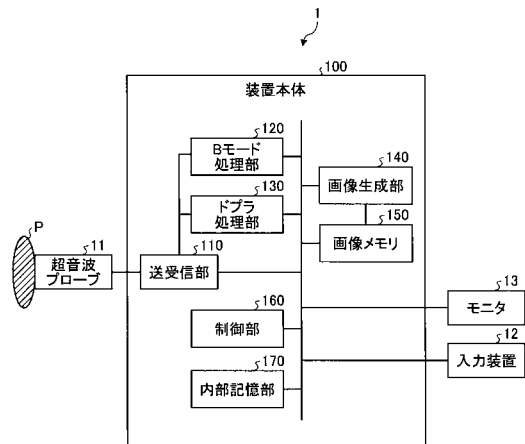 1
100
装置本体
120
Bモード
処理部
140
画像生成部
130
ドプラ
処理部
150
画像メモリ
P
11
超音波
プローブ
110
送受信部
13
モニタ
160
制御部
12
入力装置
170
内部記憶部